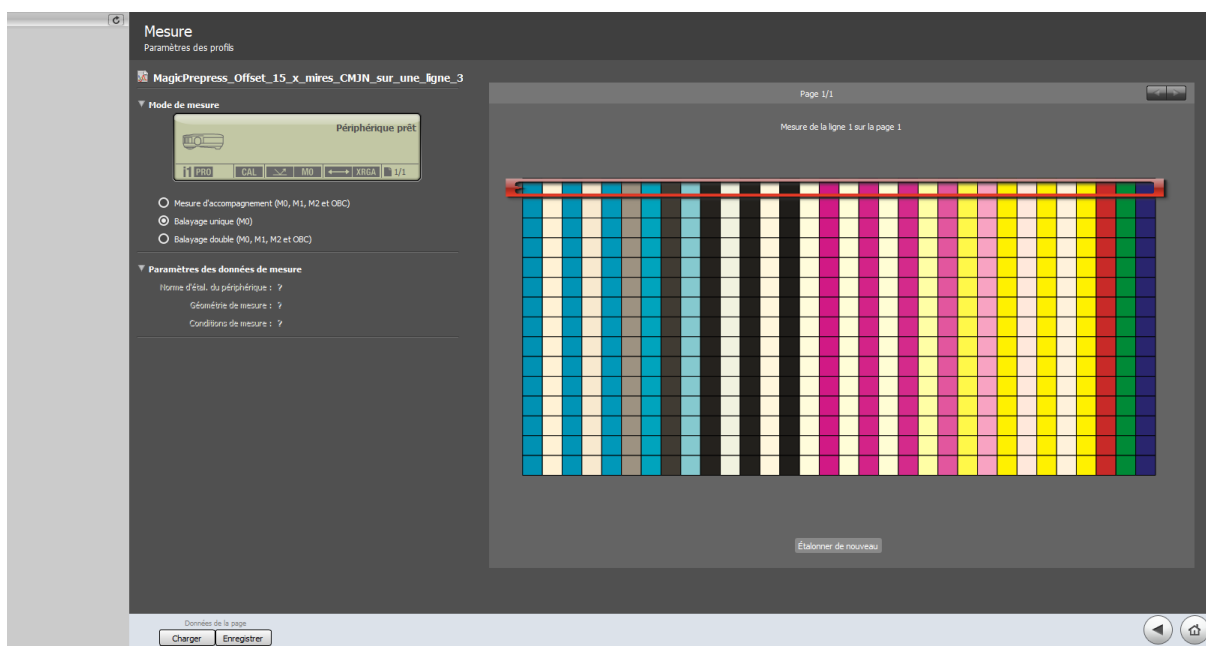 Mesure
Paramètres des profils
MagicPrepress_Offset_15_x_mires_CMJN_sur_une_ligne_3
Mode de mesure
Périphérique prêt
i1 PRO CAL M0 XRGA 1/1
Mesure d'accompagnement (M0, M1, M2 et OBC)
Balayage unique (M0)
Balayage double (M0, M1, M2 et OBC)
Paramètres des données de mesure
Norme d'étal. du périphérique : ?
Géométrie de mesure : ?
Conditions de mesure : ?
Page 1/1
Mesure de la ligne 1 sur la page 1
Étalonner de nouveau
Données de la page
Charger Enregistrer